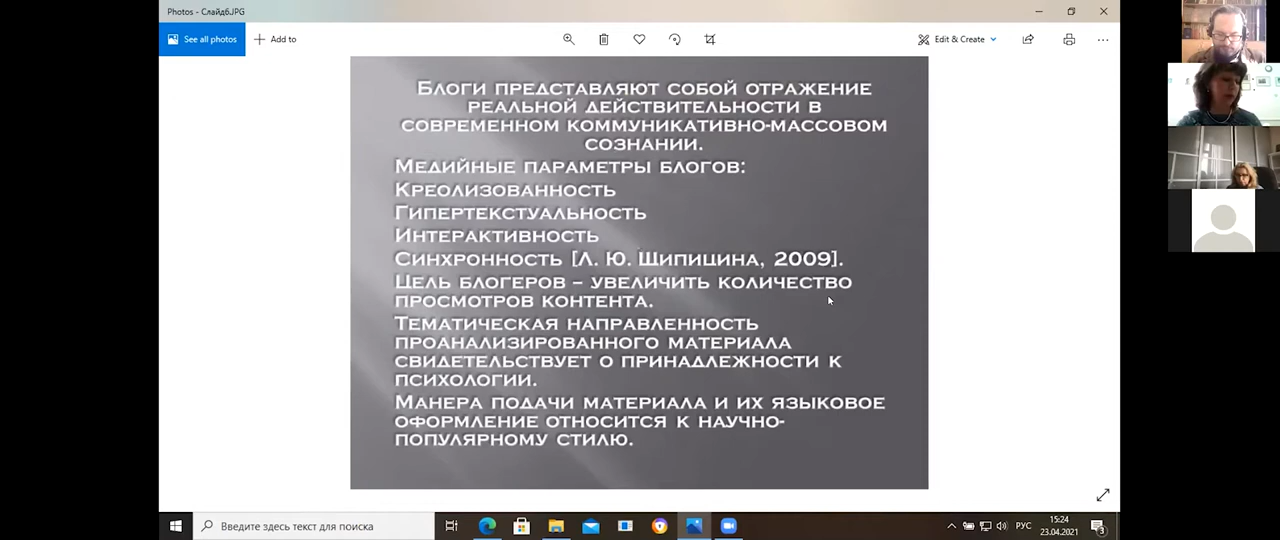 Photos - Слайд6.JPG
See all photos
Add to
Edit & Create
Блоги представляют собой отражение
реальной действительности в
современном коммуникативно-массовом
сознании.
Медийные параметры блогов:
Креолизованность
Гипертекстуальность
Интерактивность
Синхронность [Л. Ю. Щипицина, 2009].
Цель блогеров – увеличить количество
просмотров контента.
Тематическая направленность
проанализированного материала
свидетельствует о принадлежности к
психологии.
Манера подачи материала и их языковое
оформление относится к научно-
популярному стилю.
Введите здесь текст для поиска
РУС
15:24
23.04.2021
3